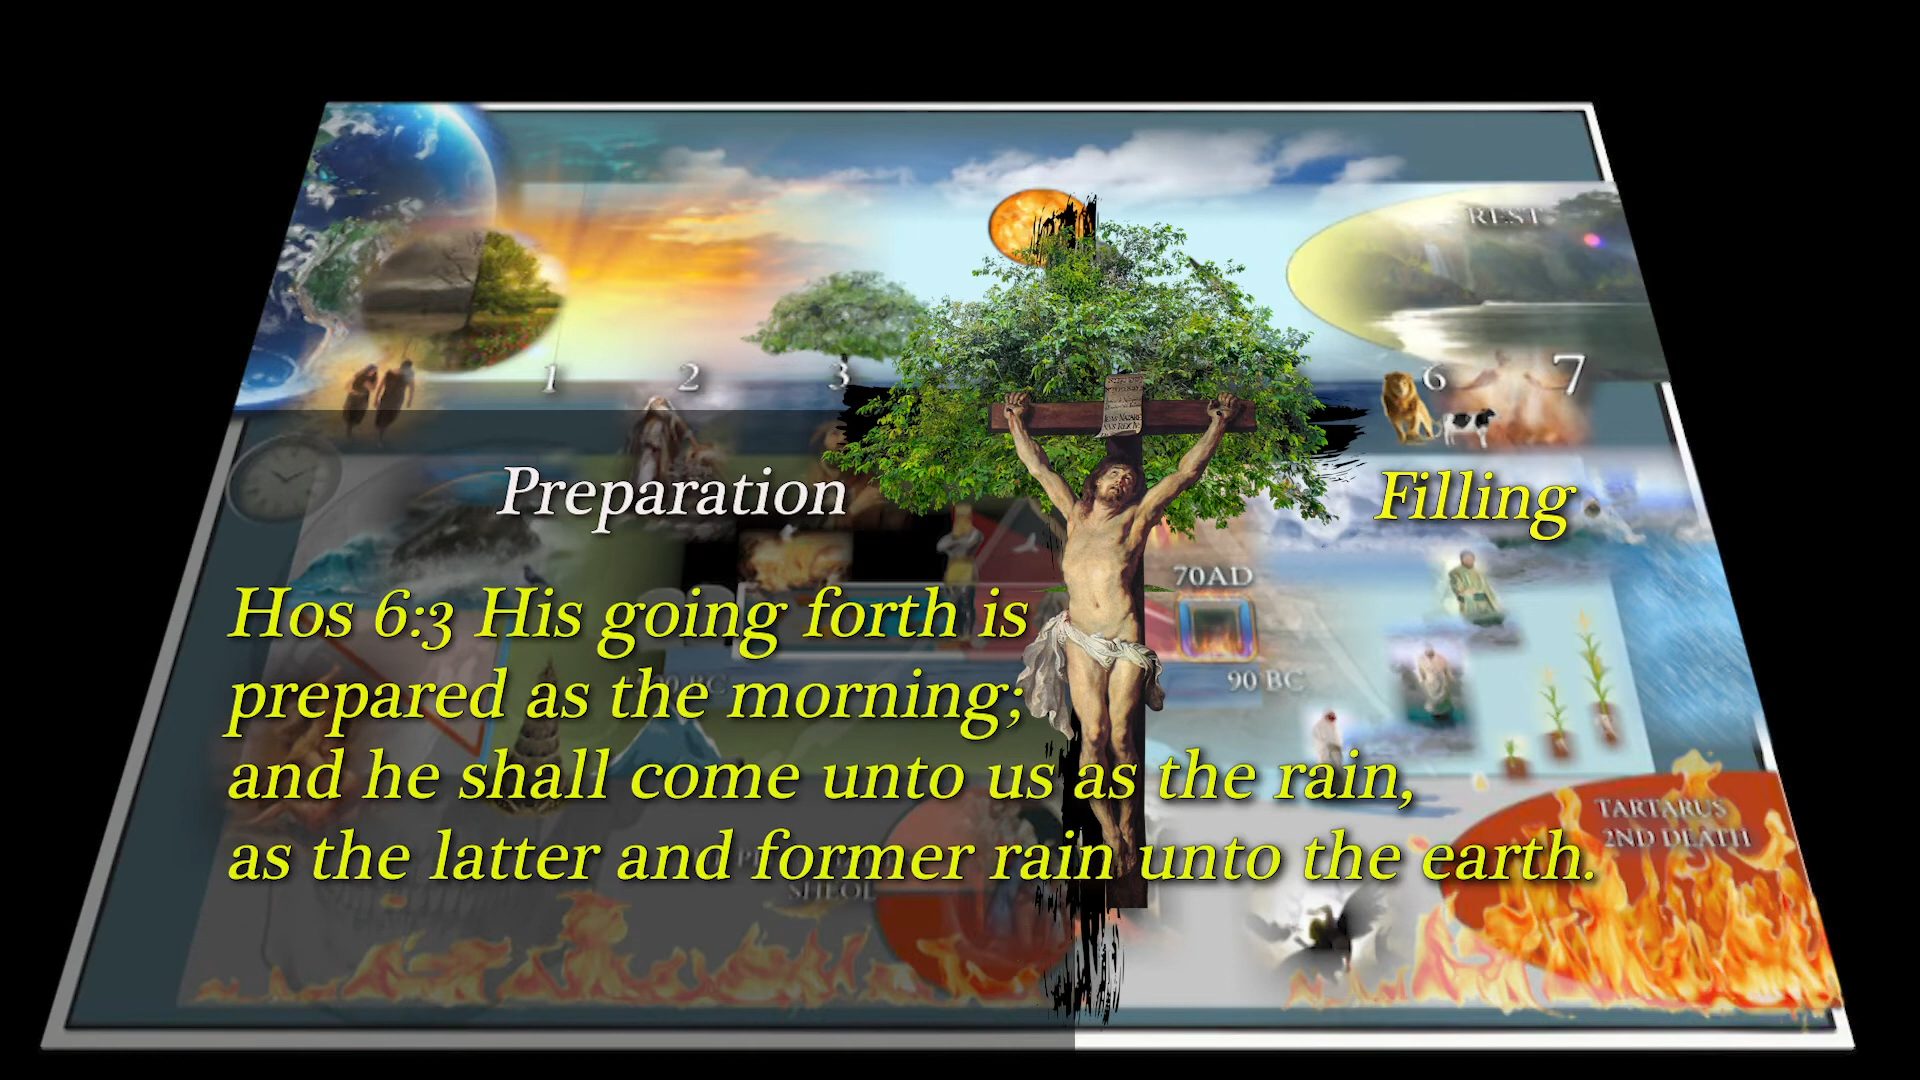 REST
1
2
3
6
7
Preparation
Filling
70AD
Hos 6:3 His going forth is
90 BC
prepared as the morning;
and he shall come unto us as the rain,
TARTARUS
2ND DEATH
as the latter and former rain unto the earth.
SHEOL